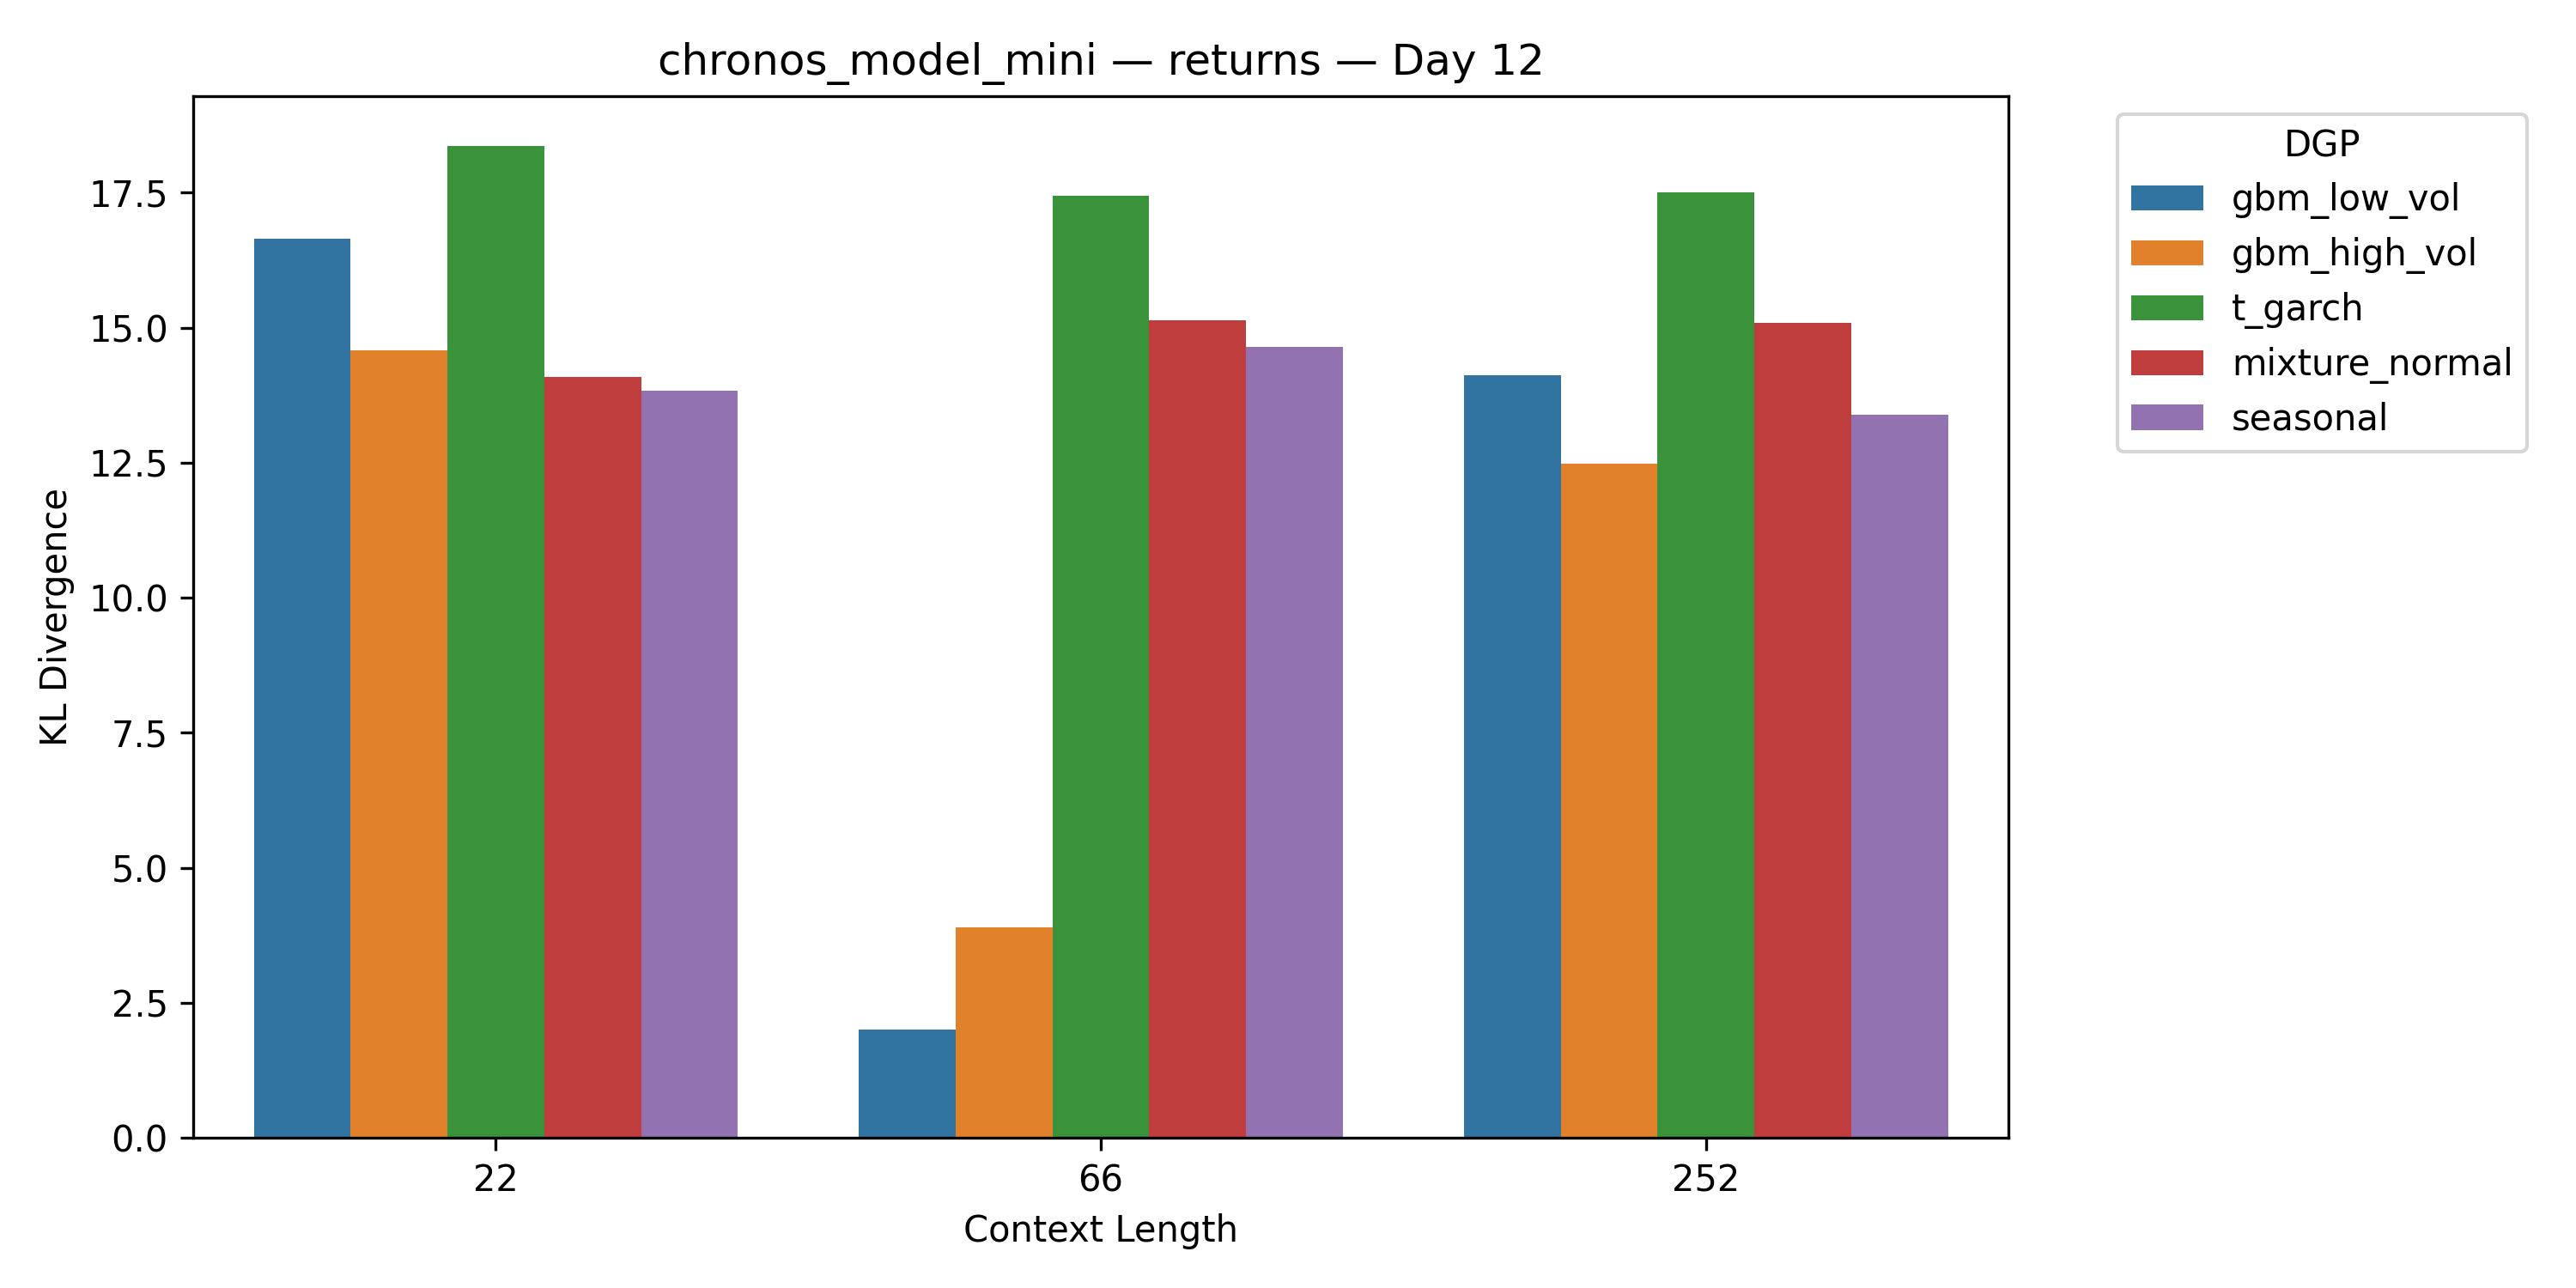 chronos_model_mini — returns — Day 12
KL Divergence
17.5
15.0
12.5
10.0
7.5
5.0
2.5
0.0
22
66
252
Context Length
DGP
gbm_low_vol
gbm_high_vol
t_garch
mixture_normal
seasonal